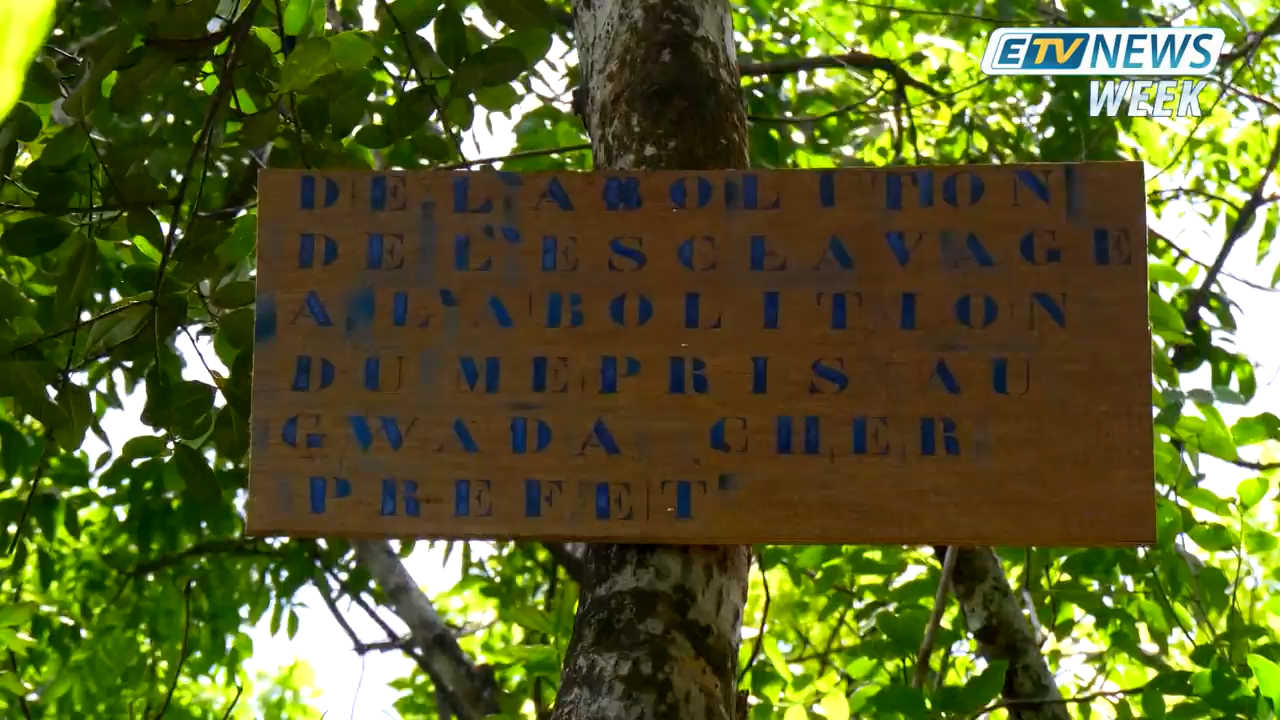 ETV NEWS
WEEK
DE L'ABOLITION
DE L'ESCLAVAGE
A L'ABOLITION
DU MEPRIS AU
GWADA CHER
PREFET